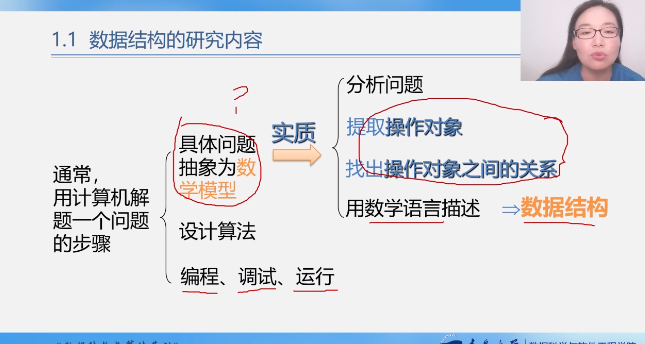 1.1 数据结构的研究内容
?
通常，
用计算机解
题一个问题
的步骤
具体问题
抽象为数
学模型
设计算法
编程、调试、运行
实质
分析问题
提取操作对象
找出操作对象之间的关系
用数学语言描述 ⇒数据结构